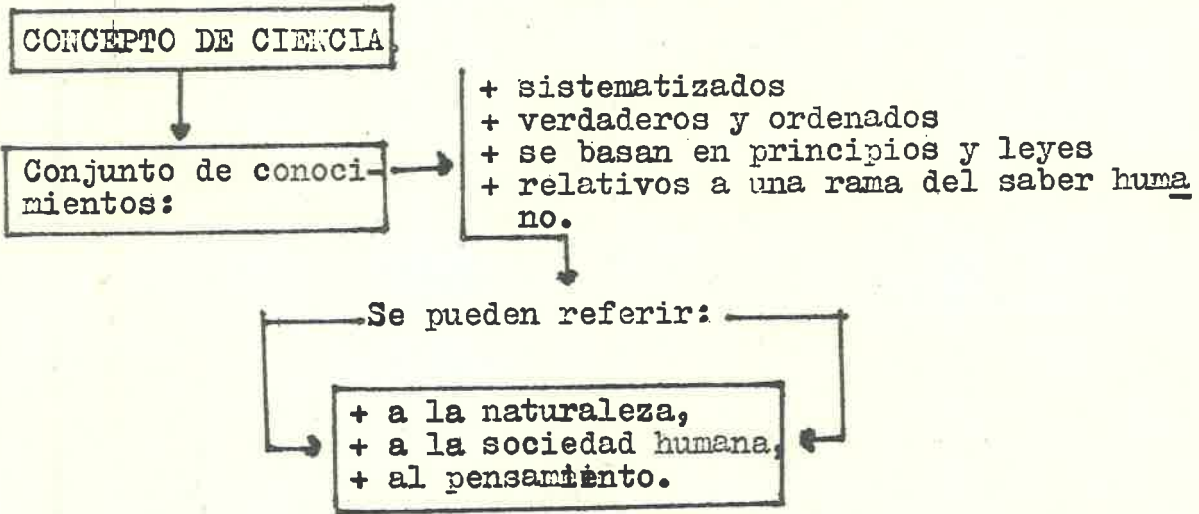 CONCEPTO DE CIENCIA
Conjunto de conoci-
mientos:
+ sistematizados
+ verdaderos y ordenados
+ se basan en principios y leyes
+ relativos a una rama del saber huma
no.
Se pueden referir:
+ a la naturaleza,
+ a la sociedad humana,
+ al pensamiento.